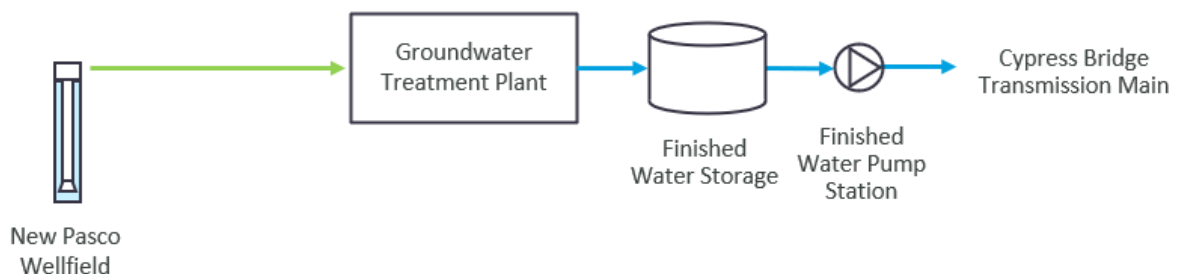 New Pasco
Wellfield
Groundwater
Treatment Plant
Finished
Water Storage
Finished
Water Pump
Station
Cypress Bridge
Transmission Main